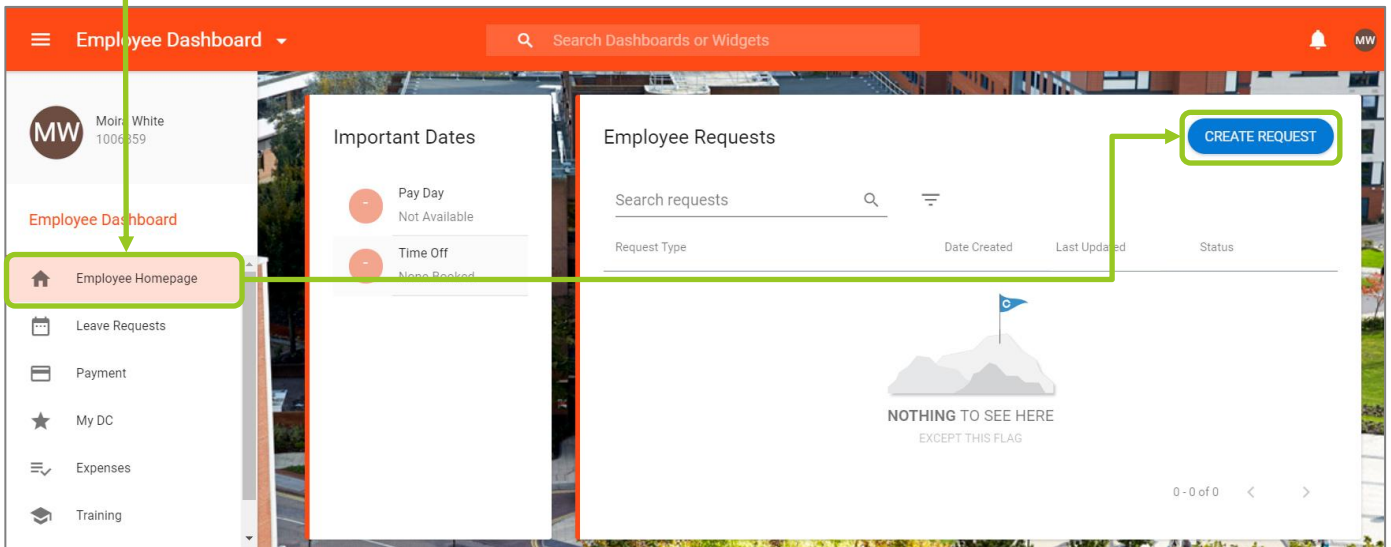 Employee Dashboard
Search Dashboards or Widgets
MW
MW
Moira White
Employee Dashboard
Employee Homepage
Leave Requests
Payment
My DC
Expenses
Training
Important Dates
Pay Day
Not Available
Time Off
None Booked
Employee Requests
CREATE REQUEST
Search requests
Request Type Date Created Last Updated Status
C
NOTHING TO SEE HERE
EXCEPT THIS FLAG
0 - 0 of 0